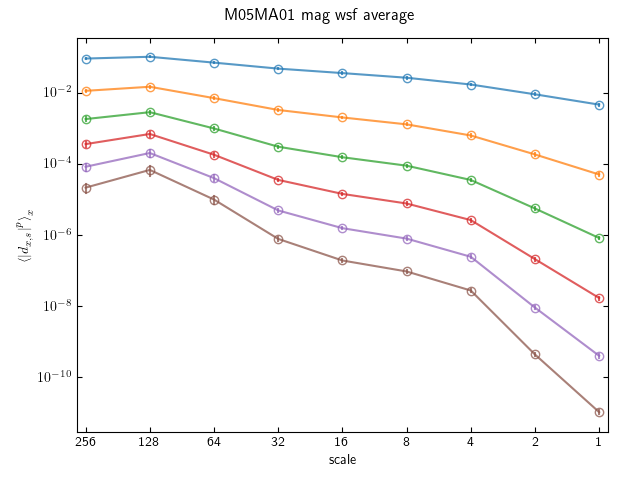 M05MA01 mag wsf average
⟨|d_{x,s}|^p⟩_x
10^{-2}
10^{-4}
10^{-6}
10^{-8}
10^{-10}
256 128 64 32 16 8 4 2 1
scale